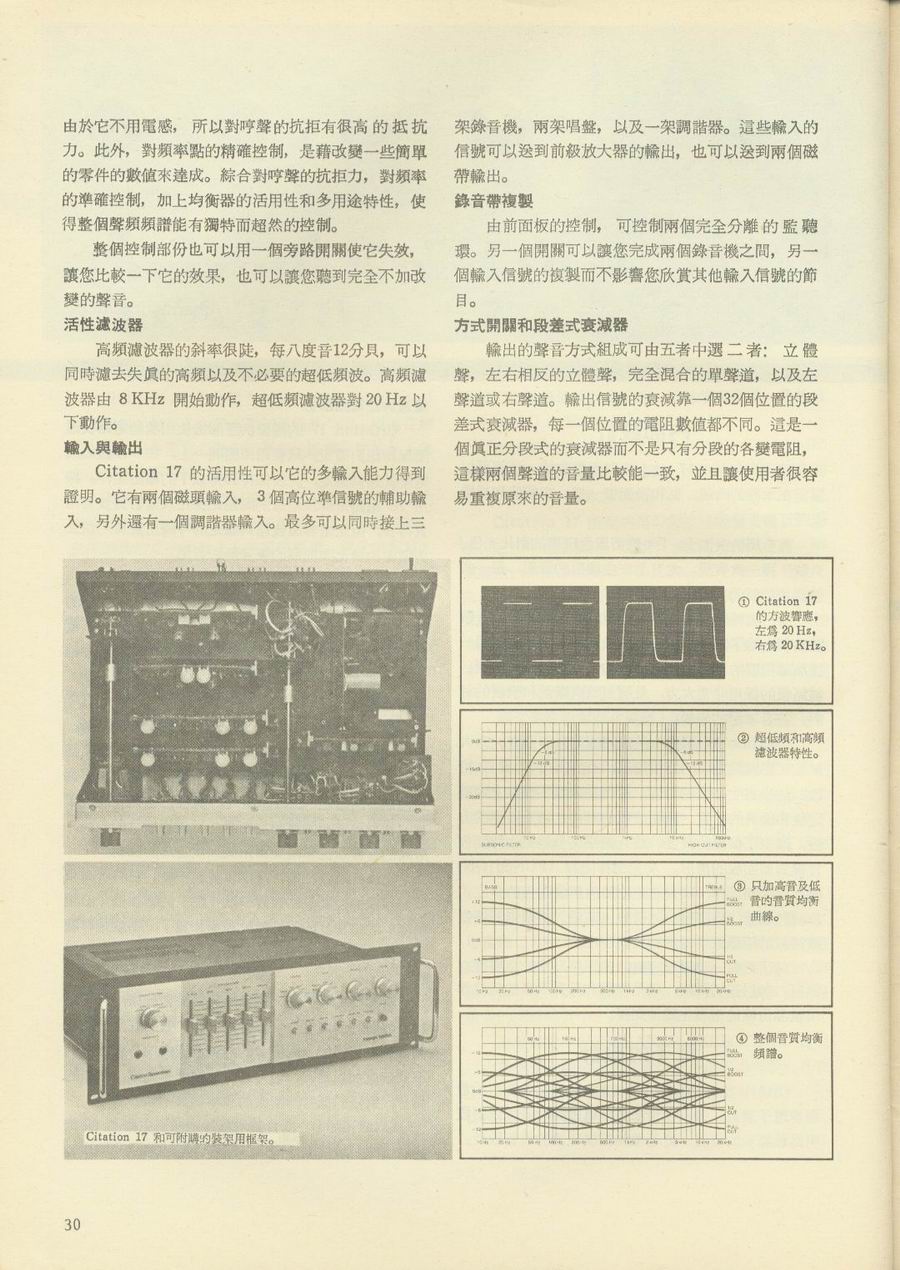 由於它不用電感， 所以對哼聲的抗拒有很高的抵抗
力。此外， 對頻率點的精確控制， 是藉改變一些簡單
的零件的數值來達成。綜合對哼聲的抗拒力， 對頻率
的準確控制， 加上均衡器的活用性和多用途特性， 使
得整個聲頻頻譜能有獨特而超然的控制。
整個控制部份也可以用一個旁路開關使它失效，
讓您比較一下它的效果， 也可以讓您聽到完全不加改
變的聲音。
活性濾波器
高頻濾波器的斜率很陡， 每八度音12分貝， 可以
同時濾去失眞的高頻以及不必要的超低頻波。高頻濾
波器由 8 KHz 開始動作， 超低頻濾波器對 20 Hz 以
下動作。
輸入與輸出
Citation 17 的活用性可以它的多輸入能力得到
證明。它有兩個磁頭輸入， 3 個高位準信號的輔助輸
入， 另外還有一個調諧器輸入。最多可以同時接上三
架錄音機， 兩架唱盤， 以及一架調諧器。這些輸入的
信號可以送到前級放大器的輸出， 也可以送到兩個磁
帶輸出。
錄音帶複製
由前面板的控制， 可控制兩個完全分離的監聽
環。另一個開關可以讓您完成兩個錄音機之間， 另一
個輸入信號的複製而不影響您欣賞其他輸入信號的節
目。
方式開關和段差式衰減器
輸出的聲音方式組成可由五者中選二者： 立體
聲， 左右相反的立體聲， 完全混合的單聲道， 以及左
聲道或右聲道。輸出信號的衰減靠一個32個位置的段
差式衰減器， 每一個位置的電阻數值都不同。這是一
個眞正分段式的衰減器而不是只有分段的各變電阻，
這樣兩個聲道的音量比較能一致， 並且讓使用者很容
易重複原來的音量。
① Citation 17
的方波響應，
左爲 20 Hz，
右爲 20 KHz。
② 超低頻和高頻
濾波器特性。
0dB
SUBSONIC FILTER
HIGH CUT FILTER
③ 只加高音及低
音的音質均衡
曲線。
BASS
TREBLE
FULL
BOOST
1/2
BOOST
1/2
CUT
FULL
CUT
④ 整個音質均衡
頻譜。
FULL
BOOST
1/2
BOOST
1/2
CUT
FULL
CUT
Citation 17 和可附購的裝架用框架。
30